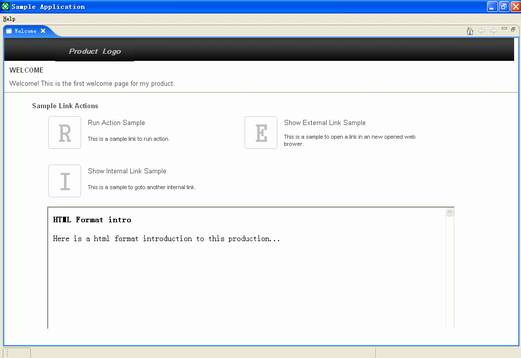 Sample Application
Help
Welcome
Product Logo
WELCOME
Welcome! This is the first welcome page for my product.
Sample Link Actions
R
Run Action Sample
This is a sample link to run action.
E
Show External Link Sample
This is a sample to open a link in an new opened web
brower.
I
Show Internal Link Sample
This is a sample to goto another internal link.
HTML Format intro
Here is a html format introduction to this production...